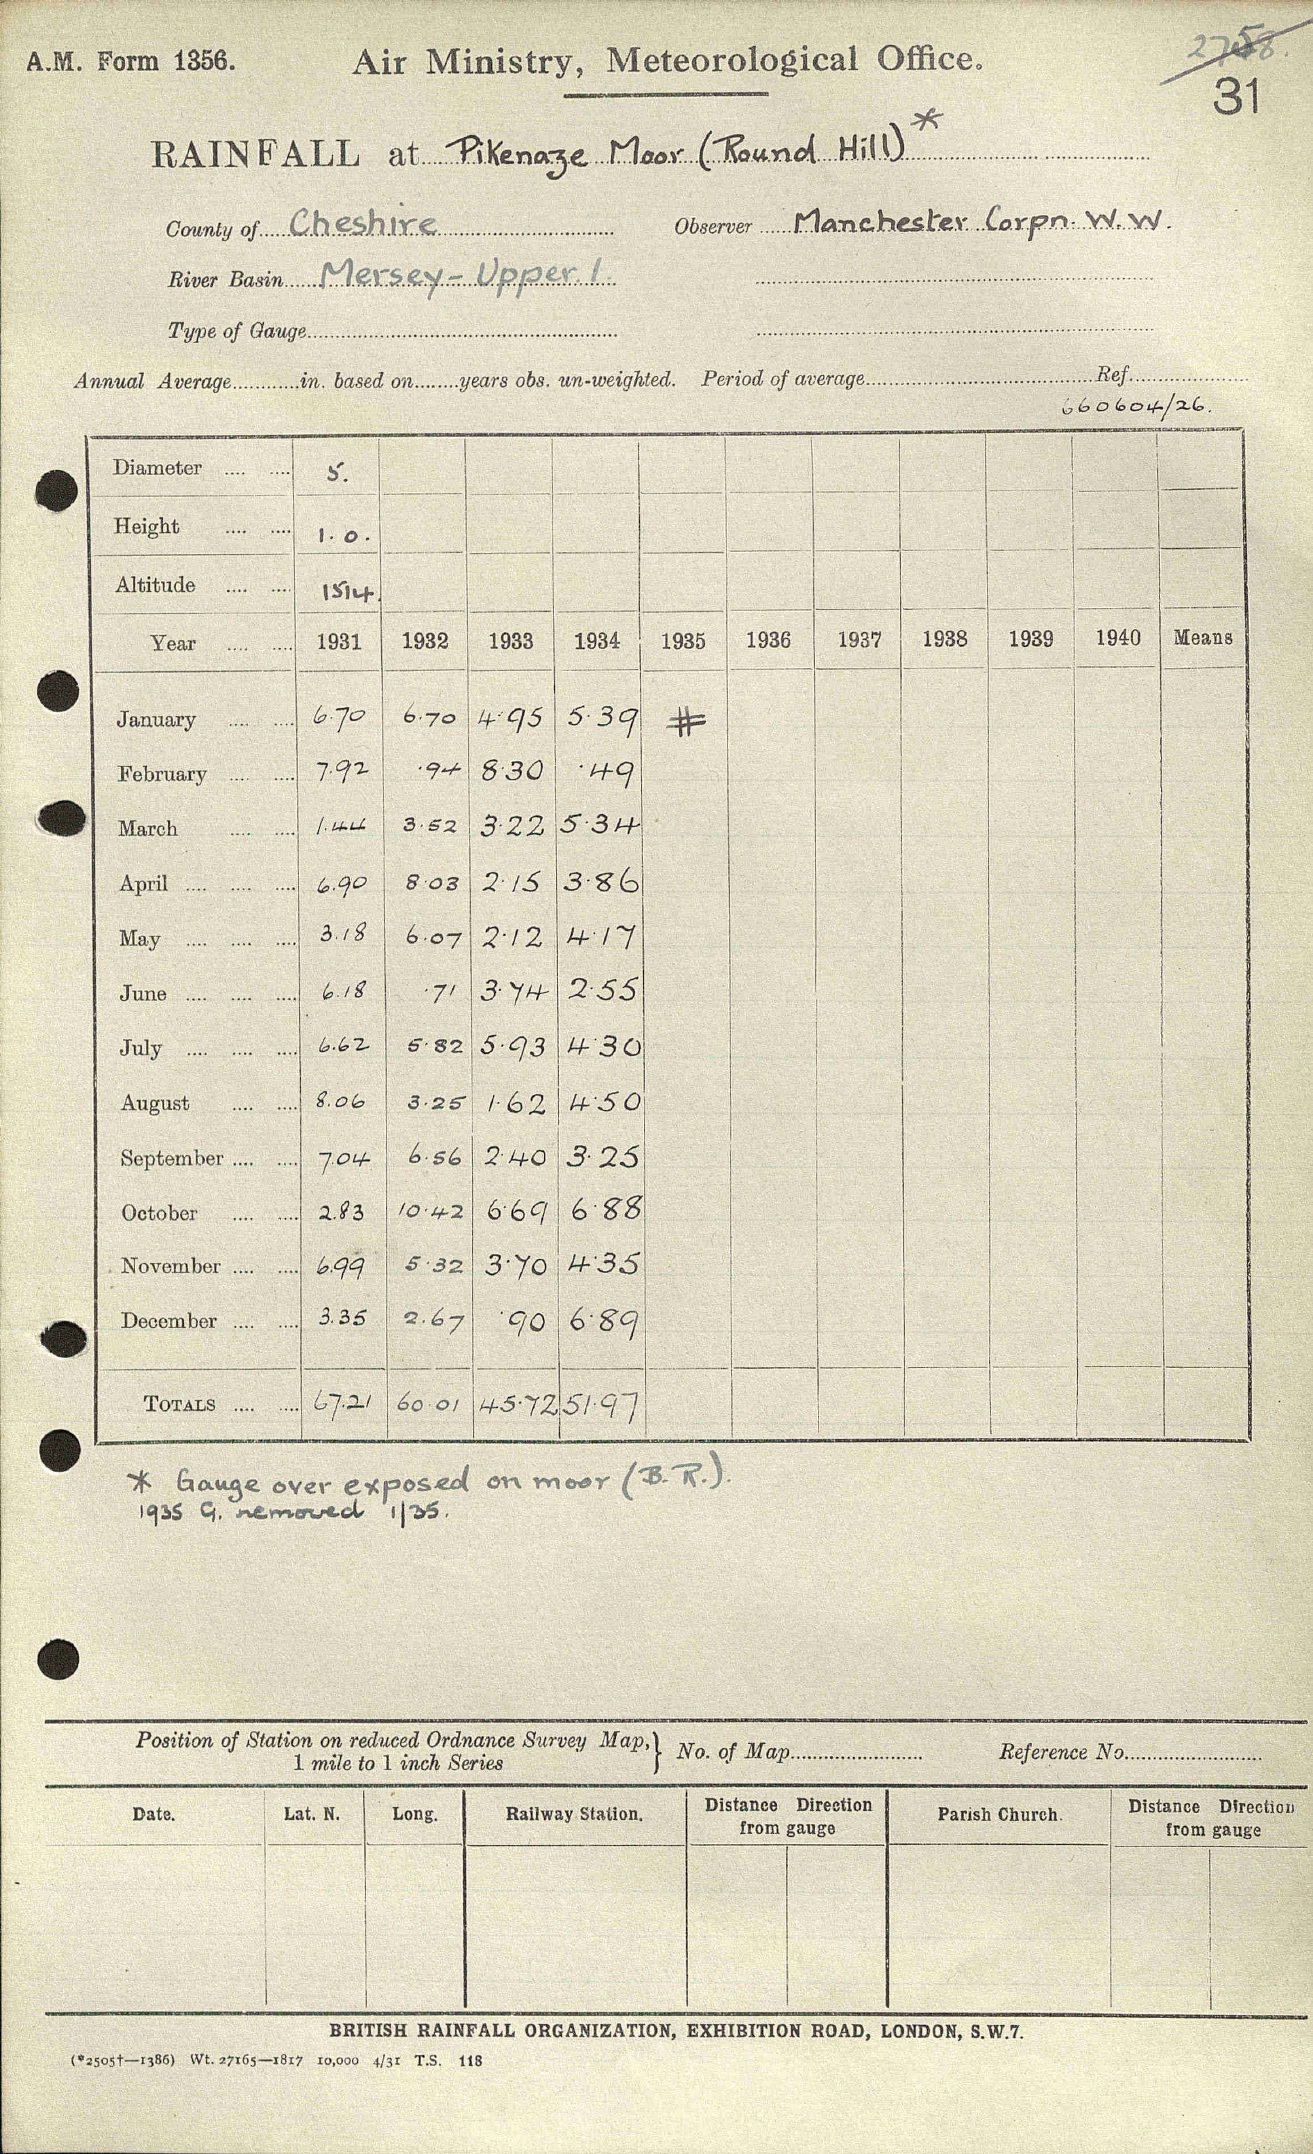 A.M. Form 1356.
Air Ministry, Meteorological Office.
31
RAINFALL at Pikenaze Moor (Round Hill) *
County of Cheshire Observer Manchester Corpn. W.W.
River Basin Mersey - Upper 1.
Type of Gauge
Annual Average in. based on years obs. un-weighted. Period of average Ref.
660604/26.
Diameter 5.
Height 1.0.
Altitude 1514.
Year 1931 1932 1933 1934 1935 1936 1937 1938 1939 1940 Means
January 6.70 6.70 4.95 5.39 #
February 7.92 .94 8.30 .49
March 1.44 3.52 3.22 5.34
April 6.90 8.03 2.15 3.86
May 3.18 6.07 2.12 4.17
June 6.18 .71 3.74 2.55
July 6.62 5.82 5.93 4.30
August 8.06 3.25 1.62 4.50
September 7.04 6.56 2.40 3.25
October 2.83 10.42 6.69 6.88
November 6.99 5.32 3.70 4.35
December 3.35 2.67 .90 6.89
TOTALS 67.21 60.01 45.72 51.97
* Gauge over exposed on moor (B.R.).
1935 G. removed 1/35.
Position of Station on reduced Ordnance Survey Map,
1 mile to 1 inch Series } No. of Map Reference No.
Date. Lat. N. Long. Railway Station. Distance Direction from gauge Parish Church. Distance Direction from gauge
BRITISH RAINFALL ORGANIZATION, EXHIBITION ROAD, LONDON, S.W.7.
(*2505†—1386) Wt. 27165—1817 10,000 4/31 T.S. 118